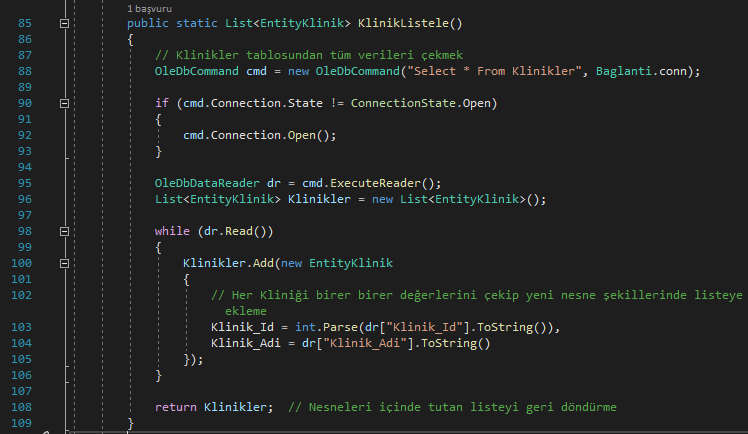 1 başvuru
85 public static List<EntityKlinik> KlinikListele()
86 {
87 // Klinikler tablosundan tüm verileri çekmek
88 OleDbCommand cmd = new OleDbCommand("Select * From Klinikler", Baglanti.conn);
89
90 if (cmd.Connection.State != ConnectionState.Open)
91 {
92 cmd.Connection.Open();
93 }
94
95 OleDbDataReader dr = cmd.ExecuteReader();
96 List<EntityKlinik> Klinikler = new List<EntityKlinik>();
97
98 while (dr.Read())
99 {
100 Klinikler.Add(new EntityKlinik
101 {
102 // Her Kliniği birer birer değerlerini çekip yeni nesne şekillerinde listeye
ekleme
103 Klinik_Id = int.Parse(dr["Klinik_Id"].ToString()),
104 Klinik_Adi = dr["Klinik_Adi"].ToString()
105 });
106 }
107
108 return Klinikler; // Nesneleri içinde tutan listeyi geri döndürme
109 }